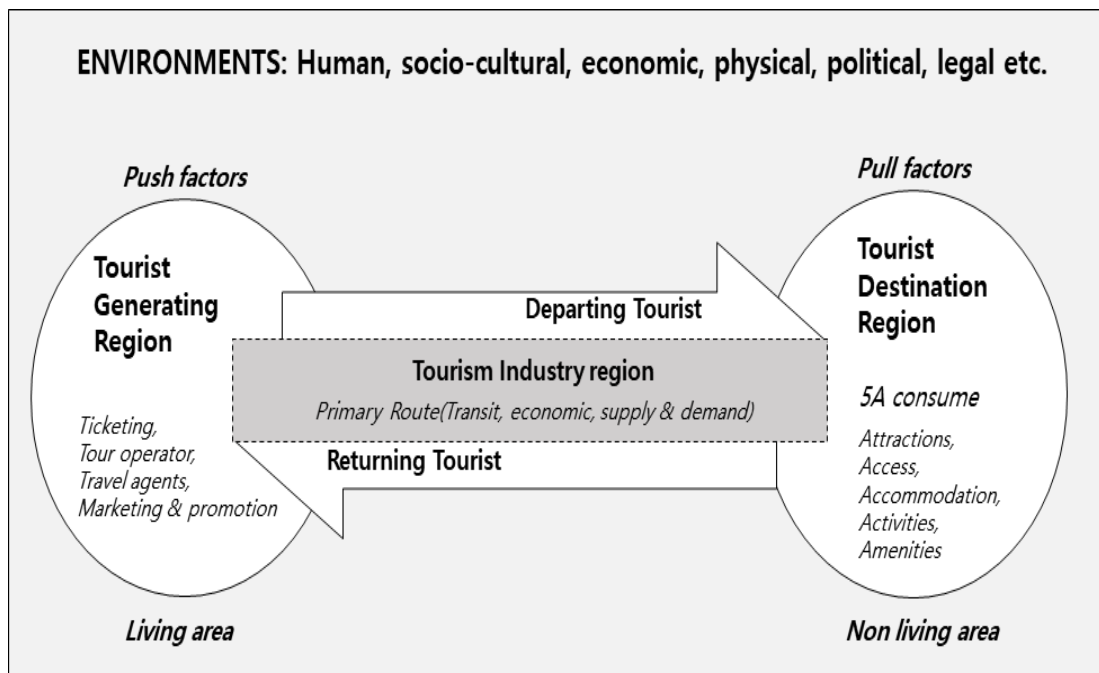 ENVIRONMENTS: Human, socio-cultural, economic, physical, political, legal etc.
Push factors
Tourist
Generating
Region
Ticketing,
Tour operator,
Travel agents,
Marketing & promotion
Living area
Departing Tourist
Tourism Industry region
Primary Route(Transit, economic, supply & demand)
Returning Tourist
Pull factors
Tourist
Destination
Region
5A consume
Attractions,
Access,
Accommodation,
Activities,
Amenities
Non living area